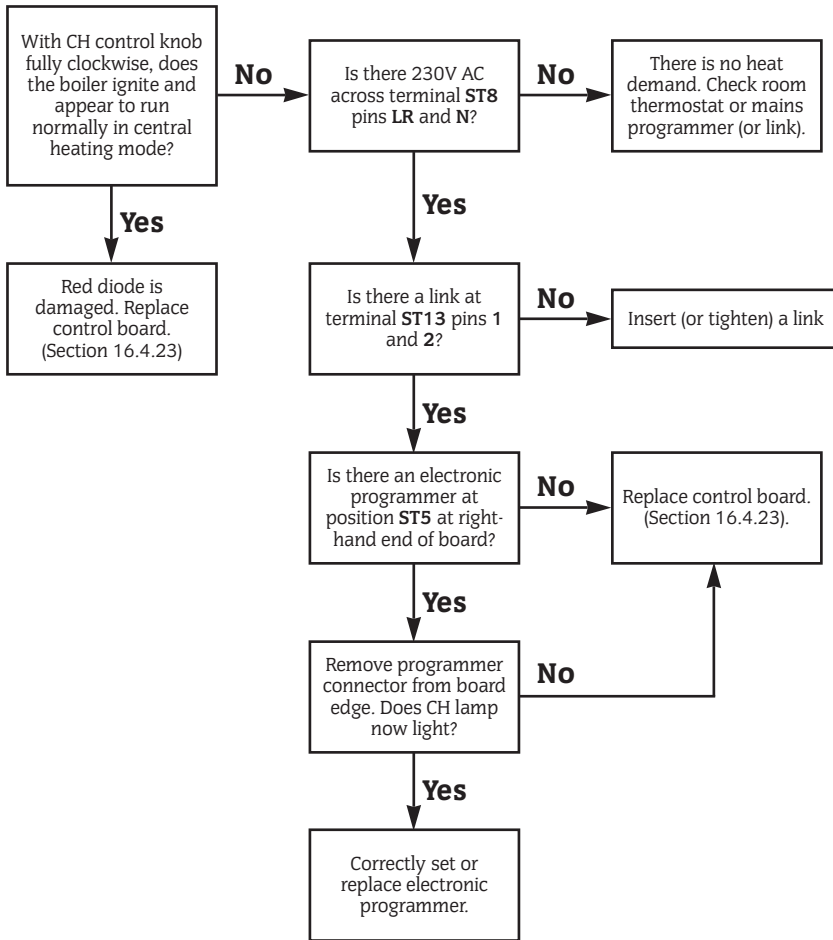 With CH control knob
fully clockwise, does
the boiler ignite and
appear to run
normally in central
heating mode?
No
Is there 230V AC
across terminal ST8
pins LR and N?
No
There is no heat
demand. Check room
thermostat or mains
programmer (or link).
Yes
Red diode is
damaged. Replace
control board.
(Section 16.4.23)
Yes
Is there a link at
terminal ST13 pins 1
and 2?
No
Insert (or tighten) a link
Yes
Is there an electronic
programmer at
position ST5 at right-
hand end of board?
No
Replace control board.
(Section 16.4.23).
Yes
Remove programmer
connector from board
edge. Does CH lamp
now light?
No
Yes
Correctly set or
replace electronic
programmer.